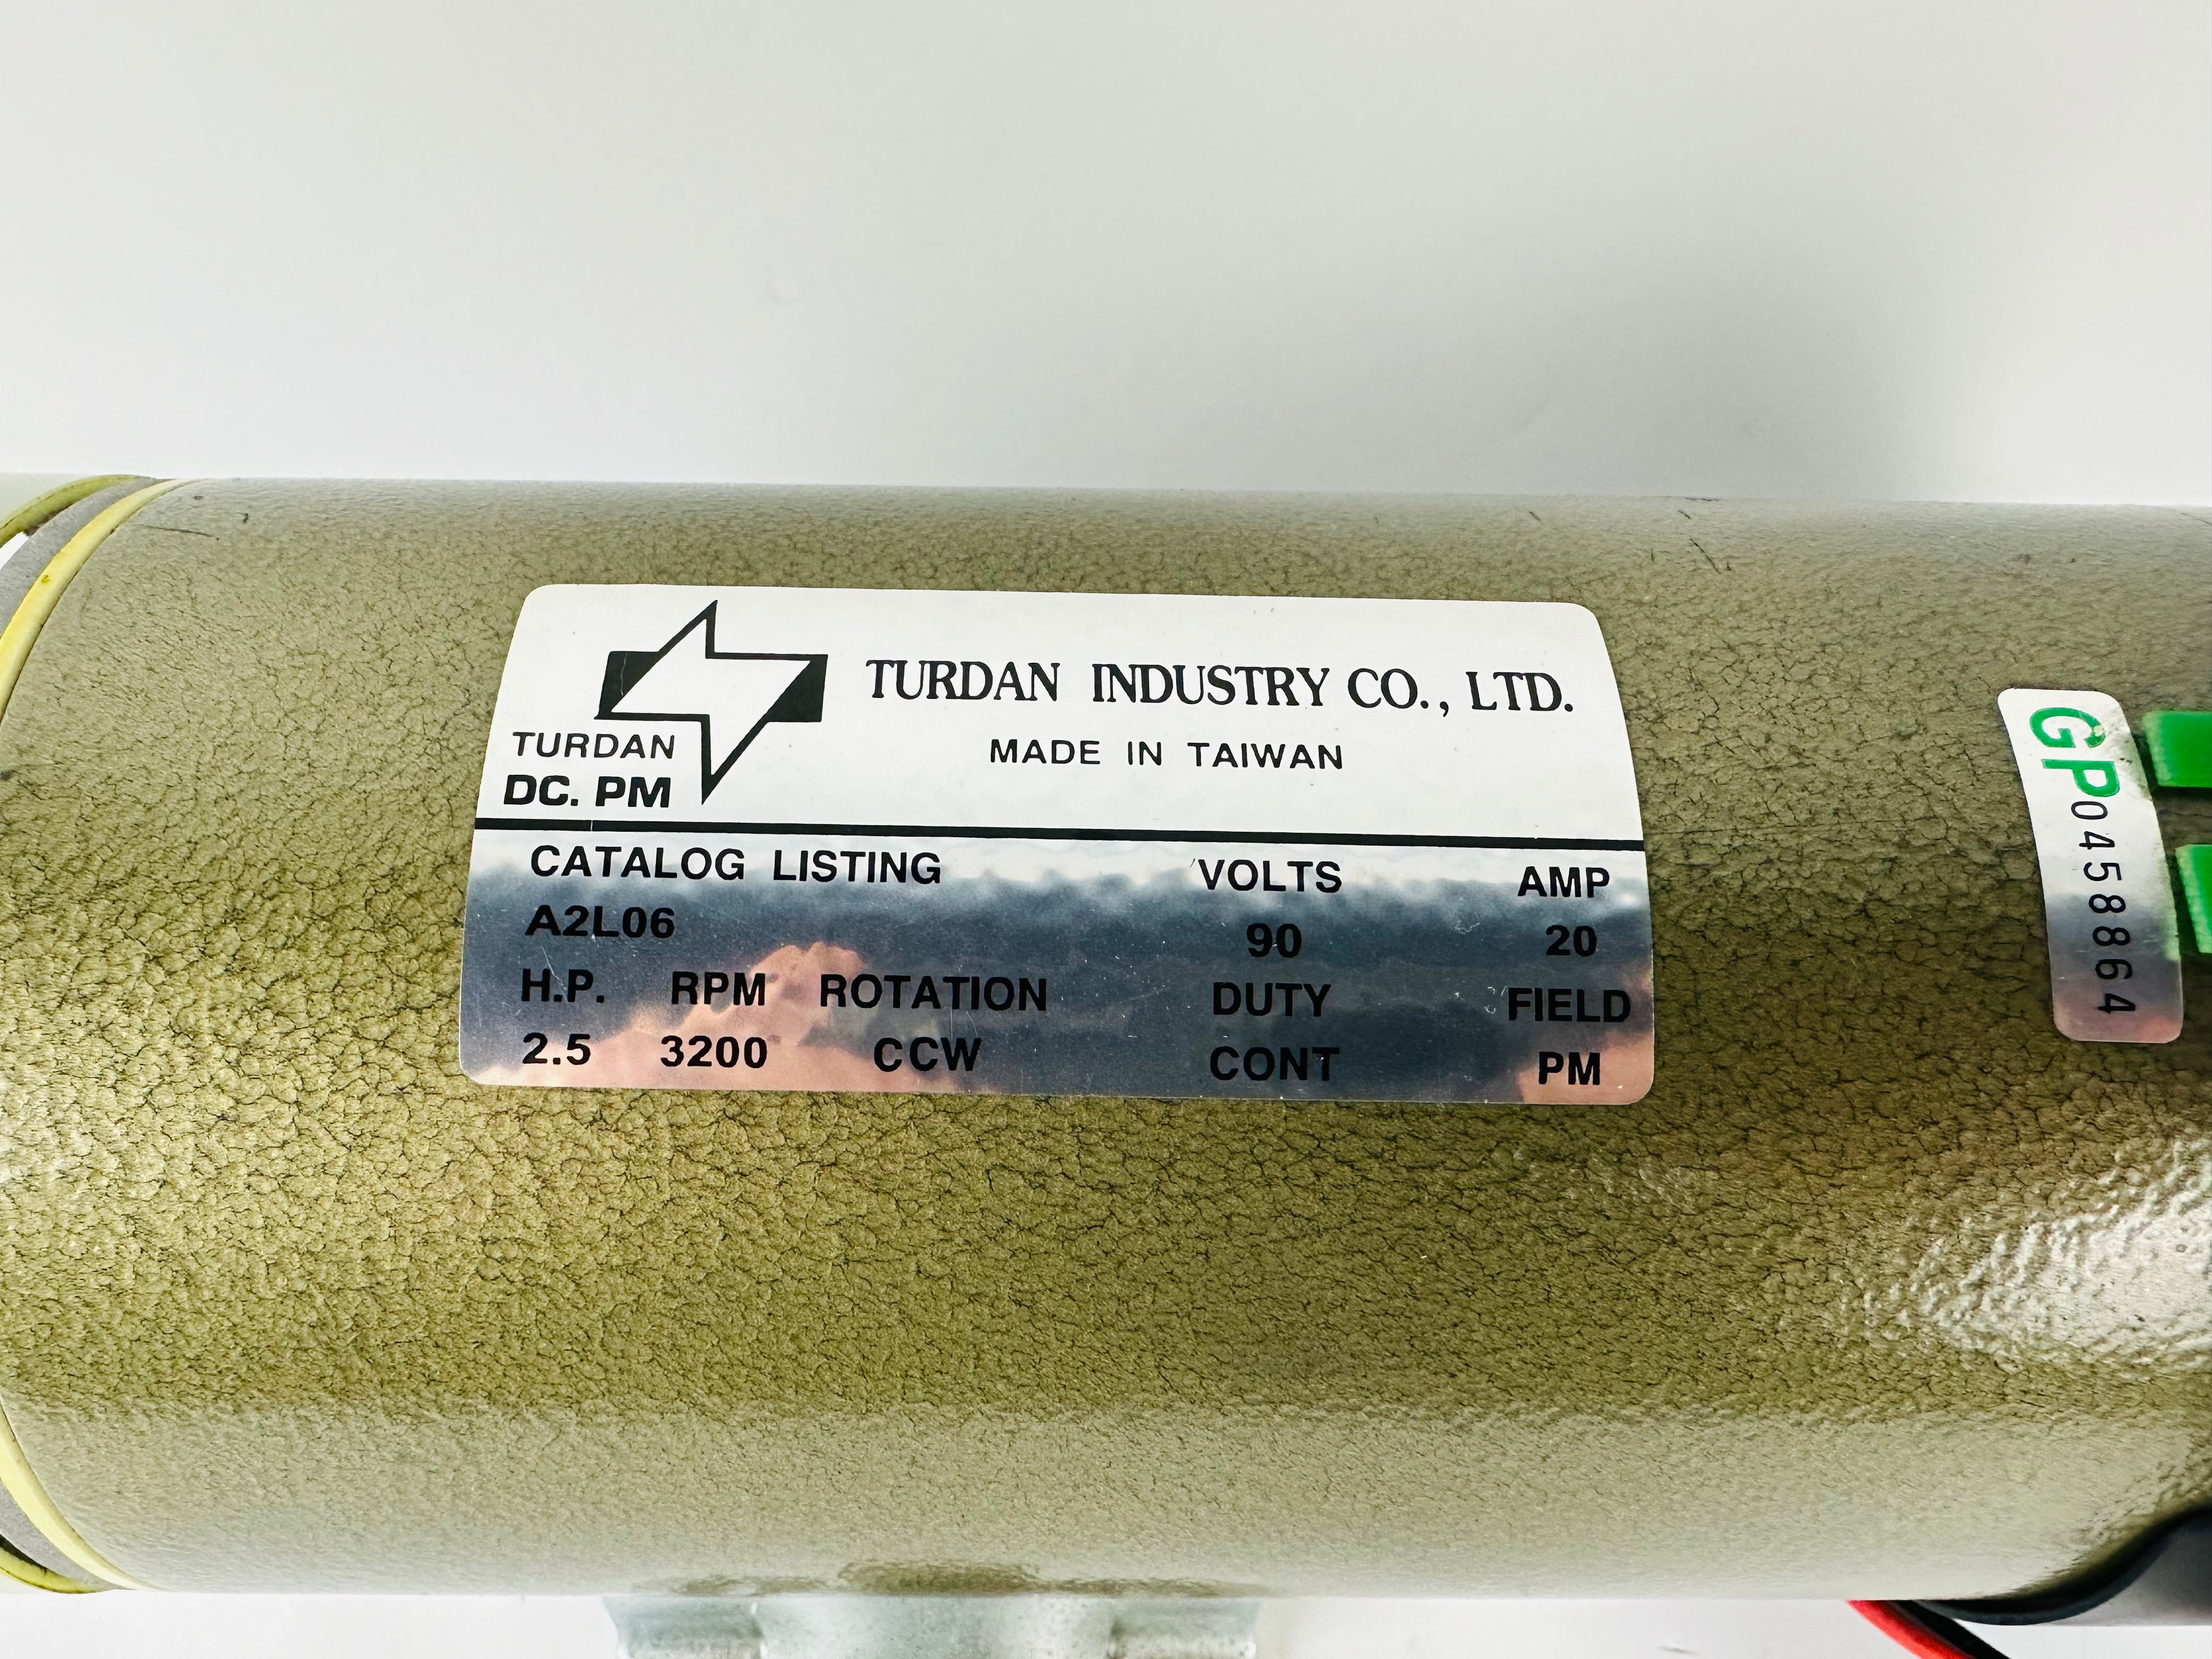 TURDAN INDUSTRY CO., LTD.
MADE IN TAIWAN
TURDAN
DC. PM
CATALOG LISTING VOLTS AMP
A2L06 90 20
H.P. RPM ROTATION DUTY FIELD
2.5 3200 CCW CONT PM
GP0458864